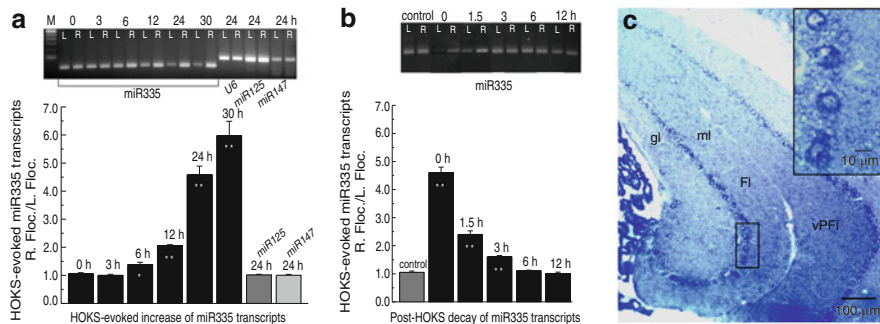 a
M 0 3 6 12 24 30 24 24 h
L R L R L R L R L R L R L R L R L R
miR335
U6
miR125
miR147
HOKS-evoked miR335 transcripts
R. Floc./L. Floc.
7.0
6.0
5.0
4.0
3.0
2.0
1.0
0 h
3 h
6 h
*
12 h
**
24 h
**
30 h
**
miR125
24 h
miR147
24 h
HOKS-evoked increase of miR335 transcripts
b
control 0 1.5 3 6 12 h
L R L R L R L R L R L R
miR335
HOKS-evoked miR335 transcripts
R. Floc./L. Floc.
7.0
6.0
5.0
4.0
3.0
2.0
1.0
control
0 h
**
1.5 h
**
3 h
**
6 h
12 h
Post-HOKS decay of miR335 transcripts
c
10 µm
gl
ml
Fl
vPFl
100 µm